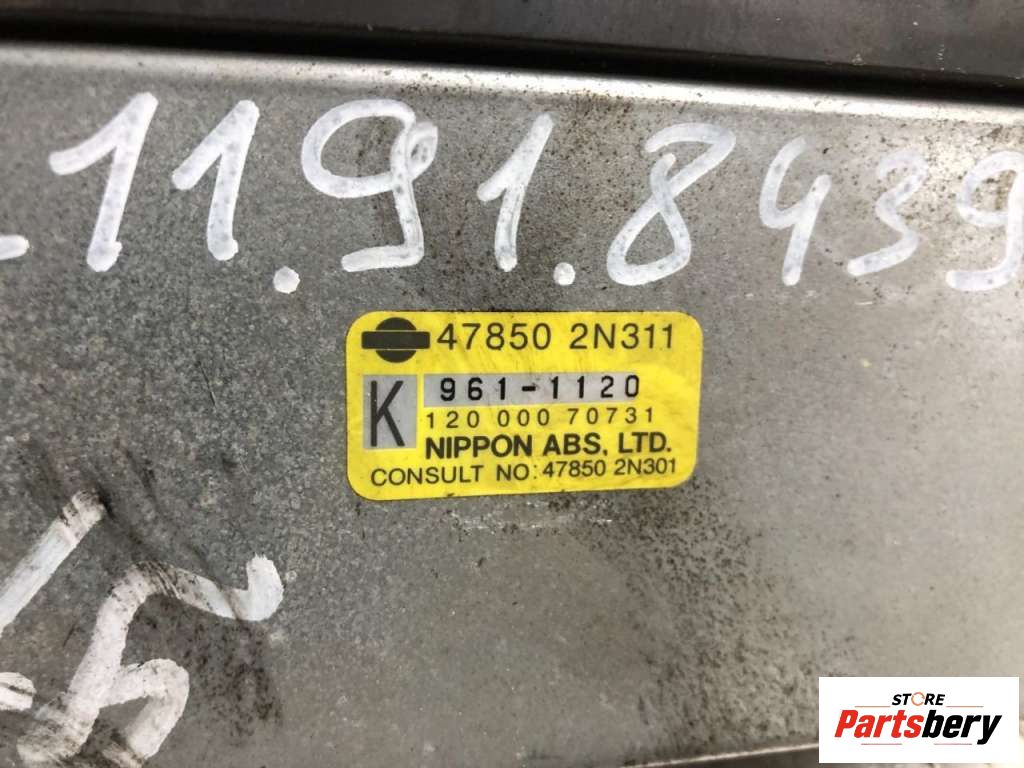 11.91.8439
47850 2N311
K
961-1120
120 000 70731
NIPPON ABS, LTD.
CONSULT NO: 47850 2N301
STORE
Partsbery